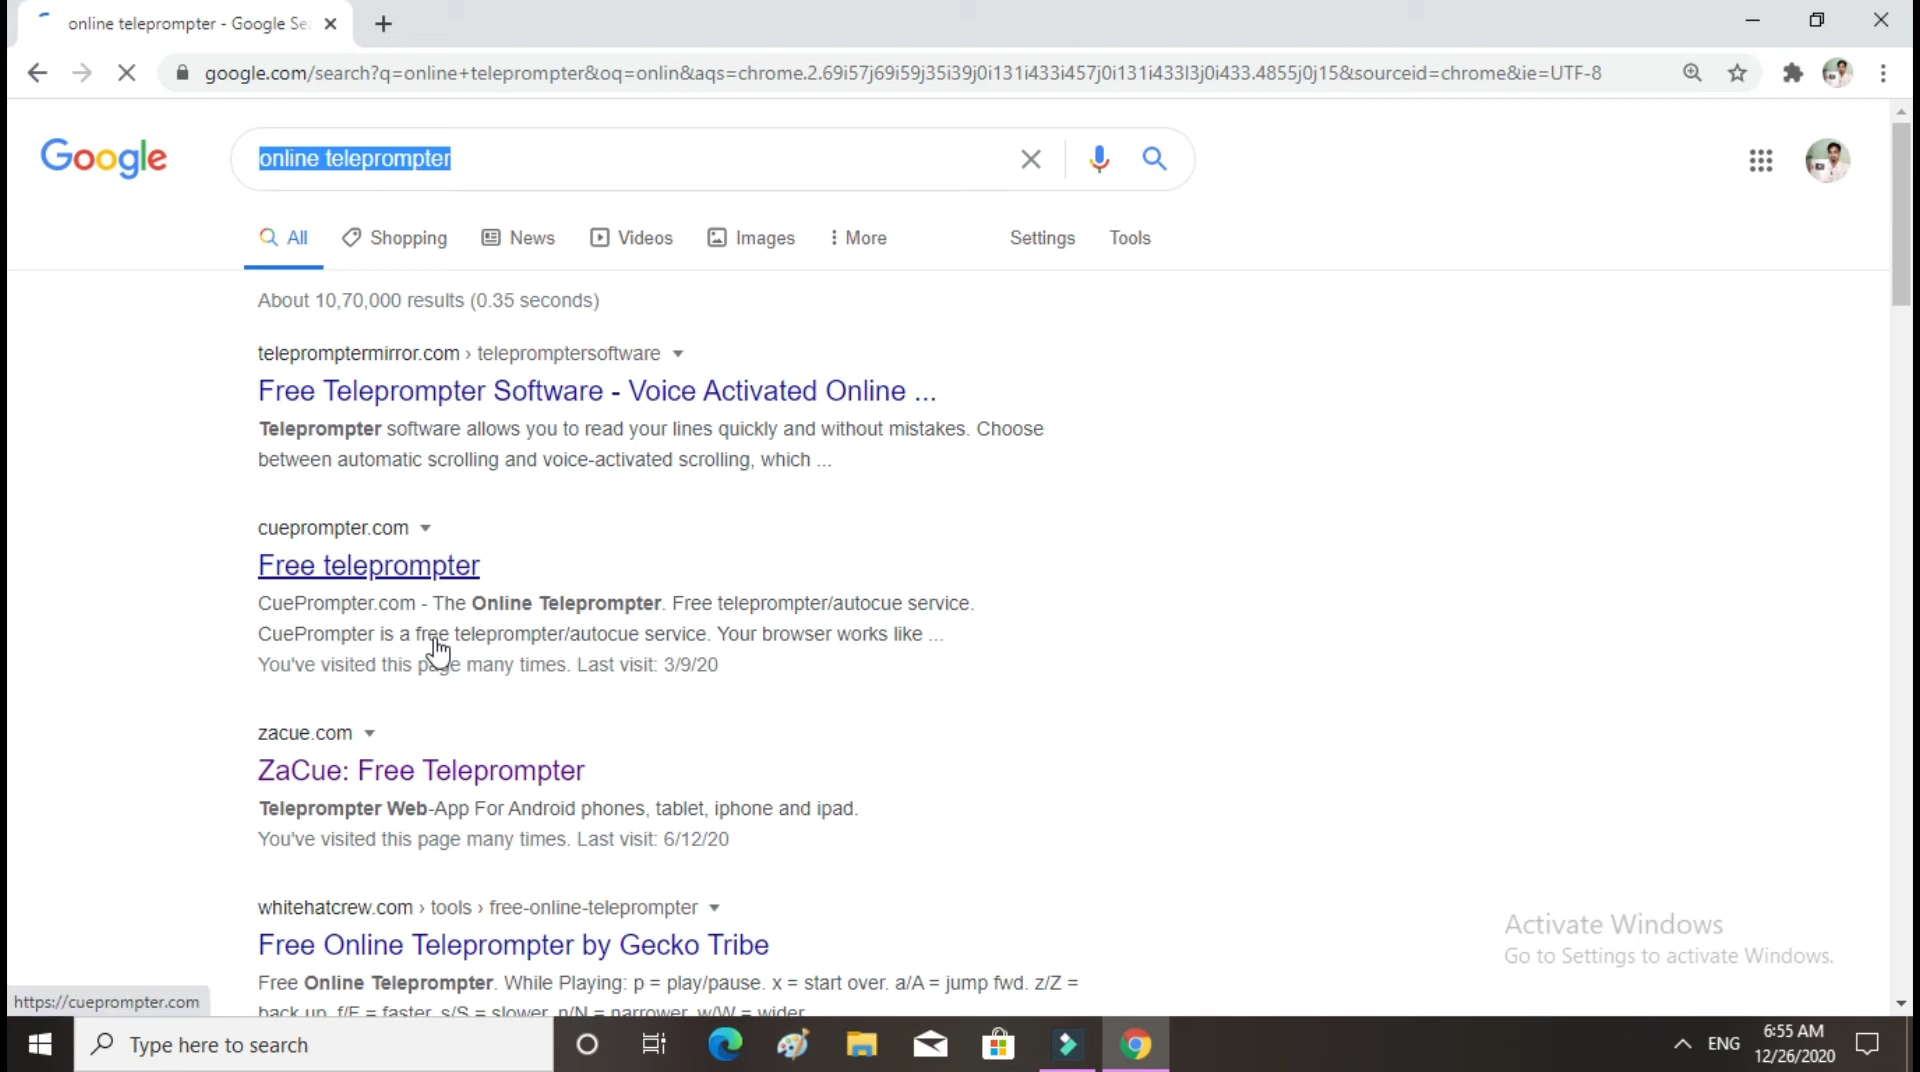 online teleprompter - Google Se
google.com/search?q=online+teleprompter&oq=onlin&aqs=chrome.2.69i57j69i59j35i39j0i131i433i457j0i131i433l3j0i433.4855j0j15&sourceid=chrome&ie=UTF-8
Google
online teleprompter
All Shopping News Videos Images More Settings Tools
About 10,70,000 results (0.35 seconds)
telepromptermirror.com › telepromptersoftware
Free Teleprompter Software - Voice Activated Online ...
Teleprompter software allows you to read your lines quickly and without mistakes. Choose
between automatic scrolling and voice-activated scrolling, which ...
cueprompter.com
Free teleprompter
CuePrompter.com - The Online Teleprompter. Free teleprompter/autocue service.
CuePrompter is a free teleprompter/autocue service. Your browser works like ...
You've visited this page many times. Last visit: 3/9/20
zacue.com
ZaCue: Free Teleprompter
Teleprompter Web-App For Android phones, tablet, iphone and ipad.
You've visited this page many times. Last visit: 6/12/20
whitehatcrew.com › tools › free-online-teleprompter
Free Online Teleprompter by Gecko Tribe
Free Online Teleprompter. While Playing: p = play/pause. x = start over. a/A = jump fwd. z/Z =
back up. f/F = faster. s/S = slower. n/N = narrower. w/W = wider.
Activate Windows
Go to Settings to activate Windows.
https://cueprompter.com
Type here to search
ENG
6:55 AM
12/26/2020